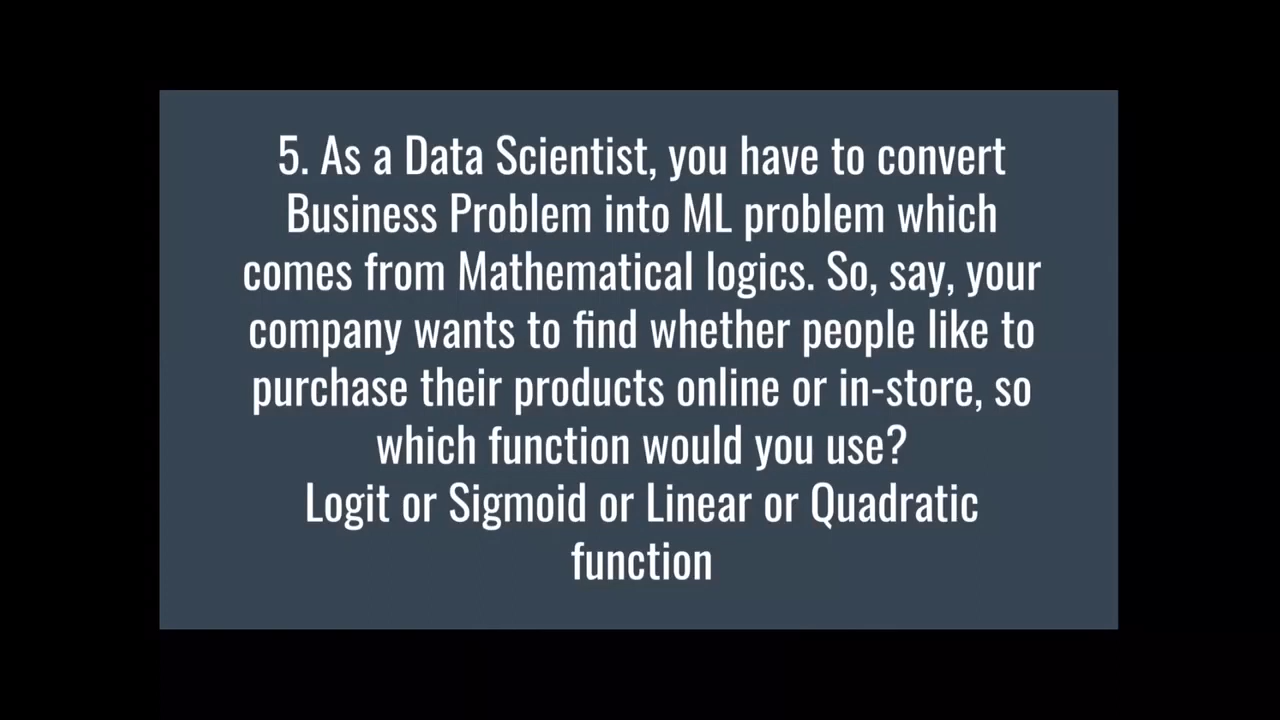 5. As a Data Scientist, you have to convert
Business Problem into ML problem which
comes from Mathematical logics. So, say, your
company wants to find whether people like to
purchase their products online or in-store, so
which function would you use?
Logit or Sigmoid or Linear or Quadratic
function